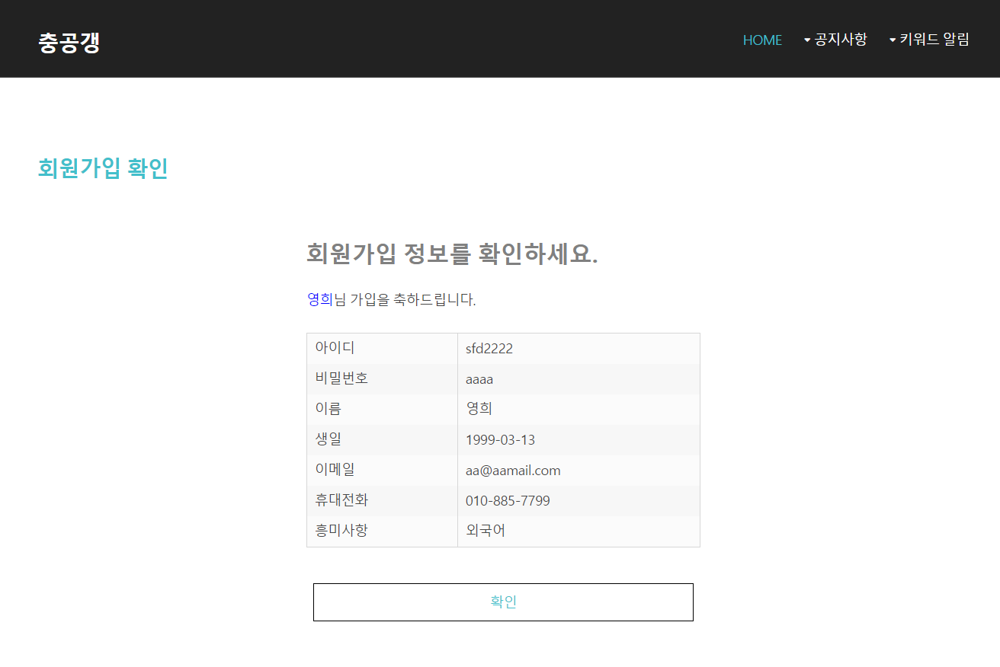 충공갱
HOME 공지사항 키워드 알림
회원가입 확인
회원가입 정보를 확인하세요.
영희님 가입을 축하드립니다.
아이디 sfd2222
비밀번호 aaaa
이름 영희
생일 1999-03-13
이메일 aa@aamail.com
휴대전화 010-885-7799
흥미사항 외국어
확인